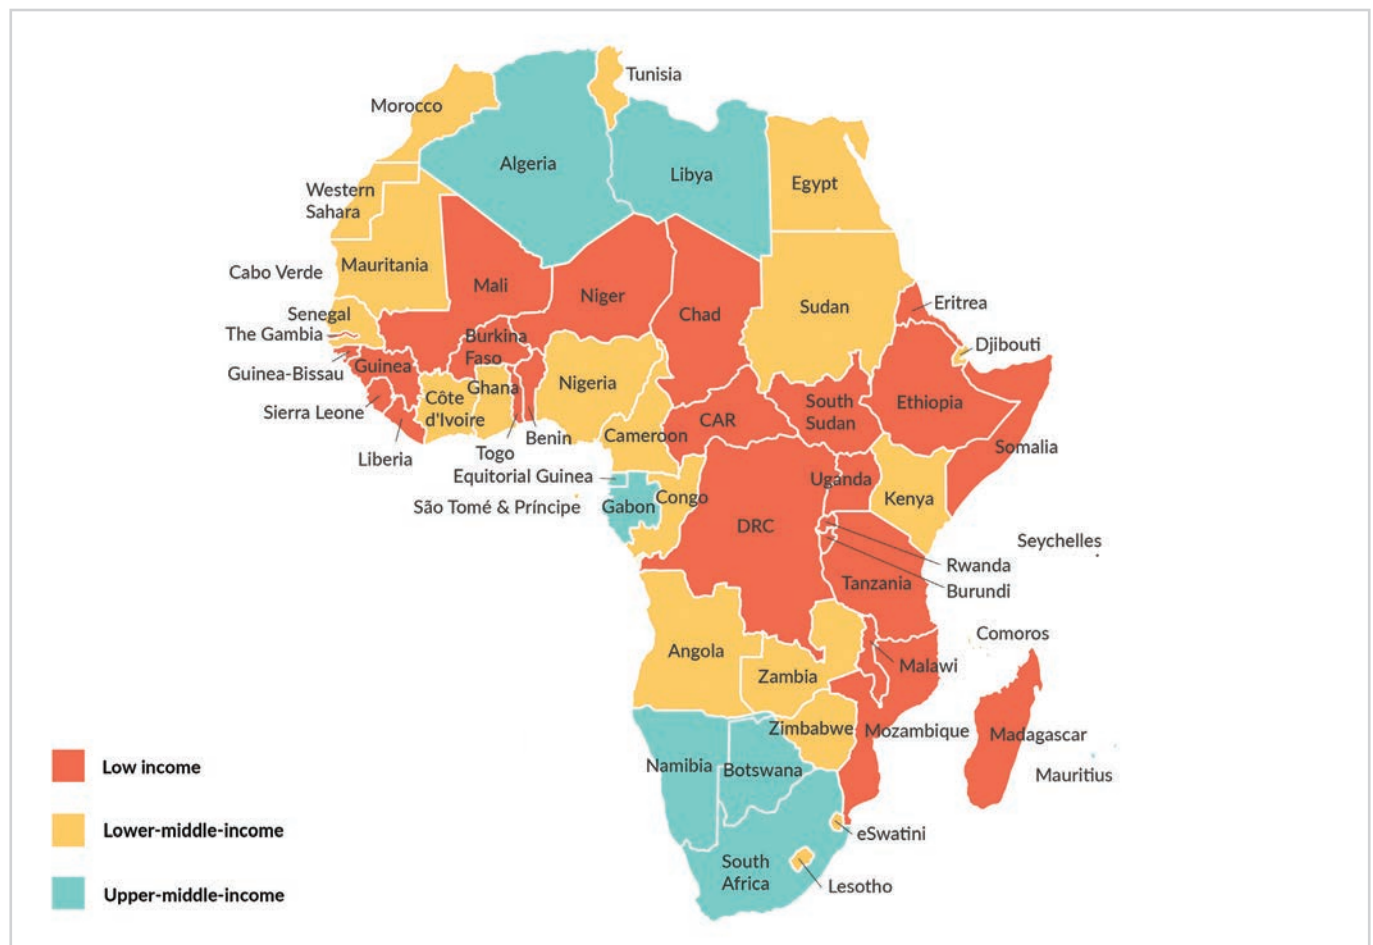 Tunisia
Morocco
Algeria
Libya
Egypt
Western
Sahara
Mauritania
Cabo Verde
Mali
Niger
Chad
Sudan
Eritrea
Senegal
The Gambia
Burkina
Faso
Djibouti
Guinea-Bissau
Guinea
Ghana
Nigeria
Côte
d'Ivoire
South
Sudan
Ethiopia
Sierra Leone
CAR
Benin
Cameroon
Togo
Liberia
Somalia
Equitorial Guinea
Uganda
São Tomé & Príncipe
Gabon
Congo
Kenya
DRC
Seychelles
Rwanda
Tanzania
Burundi
Comoros
Angola
Malawi
Zambia
Zimbabwe
Mozambique
Madagascar
Namibia
Botswana
Mauritius
eSwatini
South
Africa
Lesotho
Low income
Lower-middle-income
Upper-middle-income